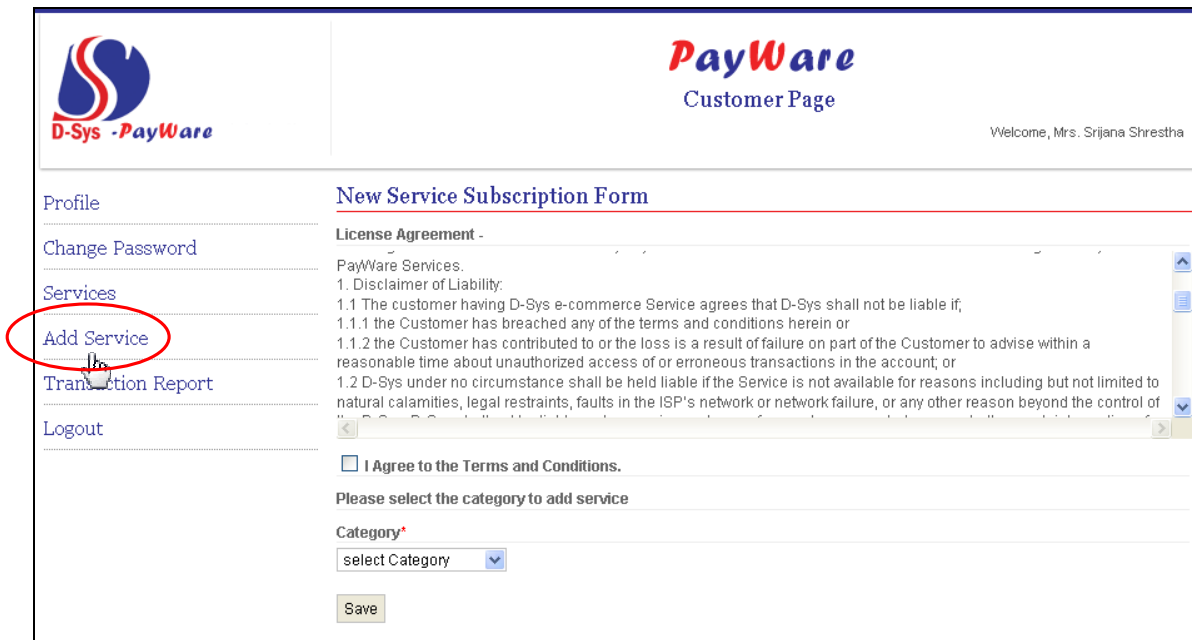 D-Sys -PayWare
PayWare
Customer Page
Welcome, Mrs. Srijana Shrestha
Profile
Change Password
Services
Add Service
Transaction Report
Logout
New Service Subscription Form
License Agreement -
PayWare Services.
1. Disclaimer of Liability:
1.1 The customer having D-Sys e-commerce Service agrees that D-Sys shall not be liable if;
1.1.1 the Customer has breached any of the terms and conditions herein or
1.1.2 the Customer has contributed to or the loss is a result of failure on part of the Customer to advise within a
reasonable time about unauthorized access of or erroneous transactions in the account; or
1.2 D-Sys under no circumstance shall be held liable if the Service is not available for reasons including but not limited to
natural calamities, legal restraints, faults in the ISP's network or network failure, or any other reason beyond the control of
I Agree to the Terms and Conditions.
Please select the category to add service
Category*
select Category
Save